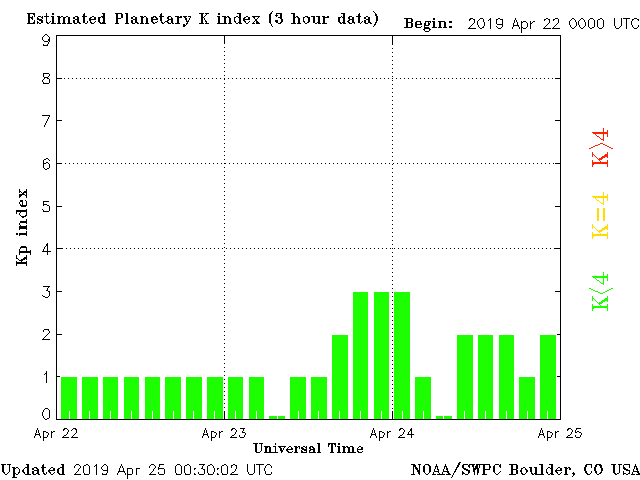 Estimated Planetary K index (3 hour data)
Begin: 2019 Apr 22 0000 UTC
9
8
7
6
5
4
3
2
1
0
Kp index
K>4
K=4
K<4
Apr 22
Apr 23
Apr 24
Apr 25
Universal Time
Updated 2019 Apr 25 00:30:02 UTC
NOAA/SWPC Boulder, CO USA